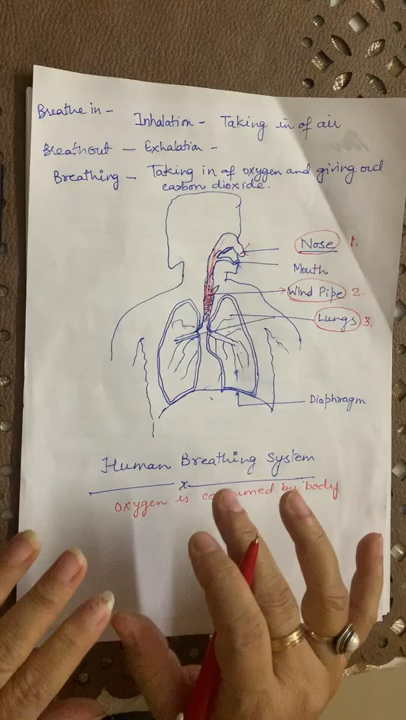 Breathe in -
Inhalation - Taking in of air
Breathout - Exhalation -
Breathing - Taking in of oxygen and giving out
carbon dioxide.
Nose 1.
Mouth
Wind Pipe 2.
Lungs 3.
Diaphragm
Human Breathing System
x
oxygen is consumed by body